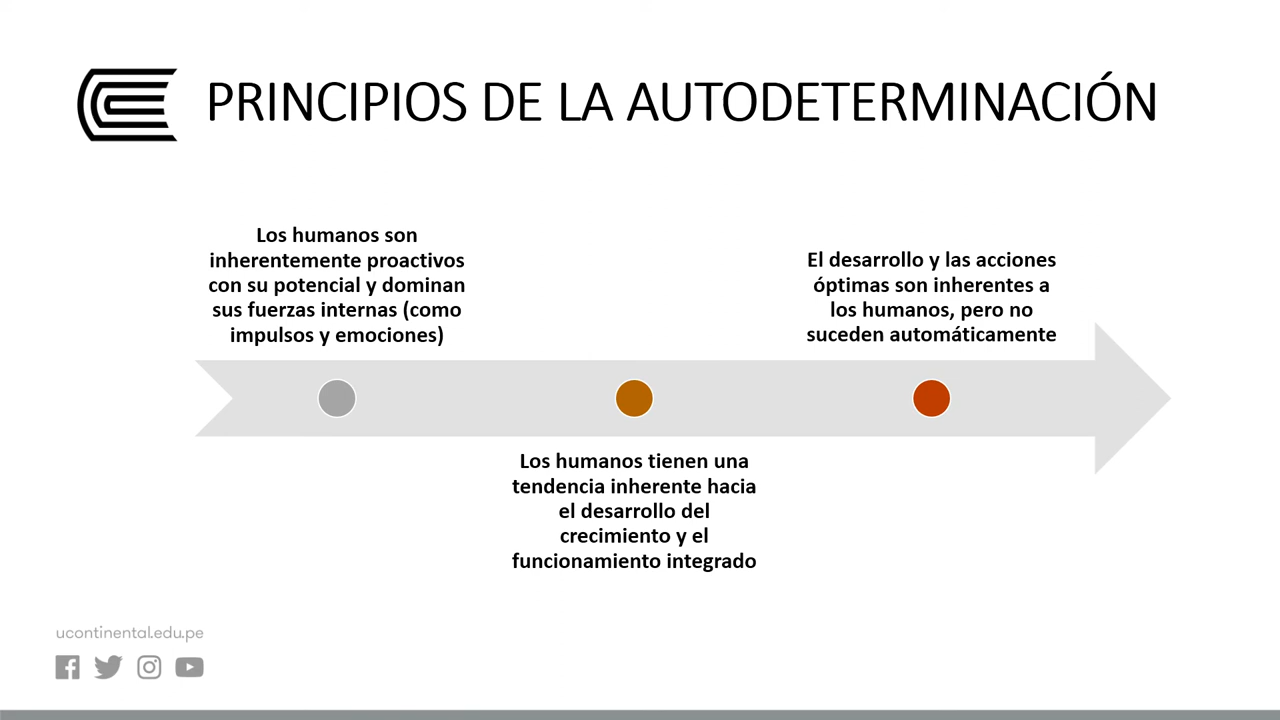 PRINCIPIOS DE LA AUTODETERMINACIÓN
Los humanos son
inherentemente proactivos
con su potencial y dominan
sus fuerzas internas (como
impulsos y emociones)
Los humanos tienen una
tendencia inherente hacia
el desarrollo del
crecimiento y el
funcionamiento integrado
El desarrollo y las acciones
óptimas son inherentes a
los humanos, pero no
suceden automáticamente
ucontinental.edu.pe